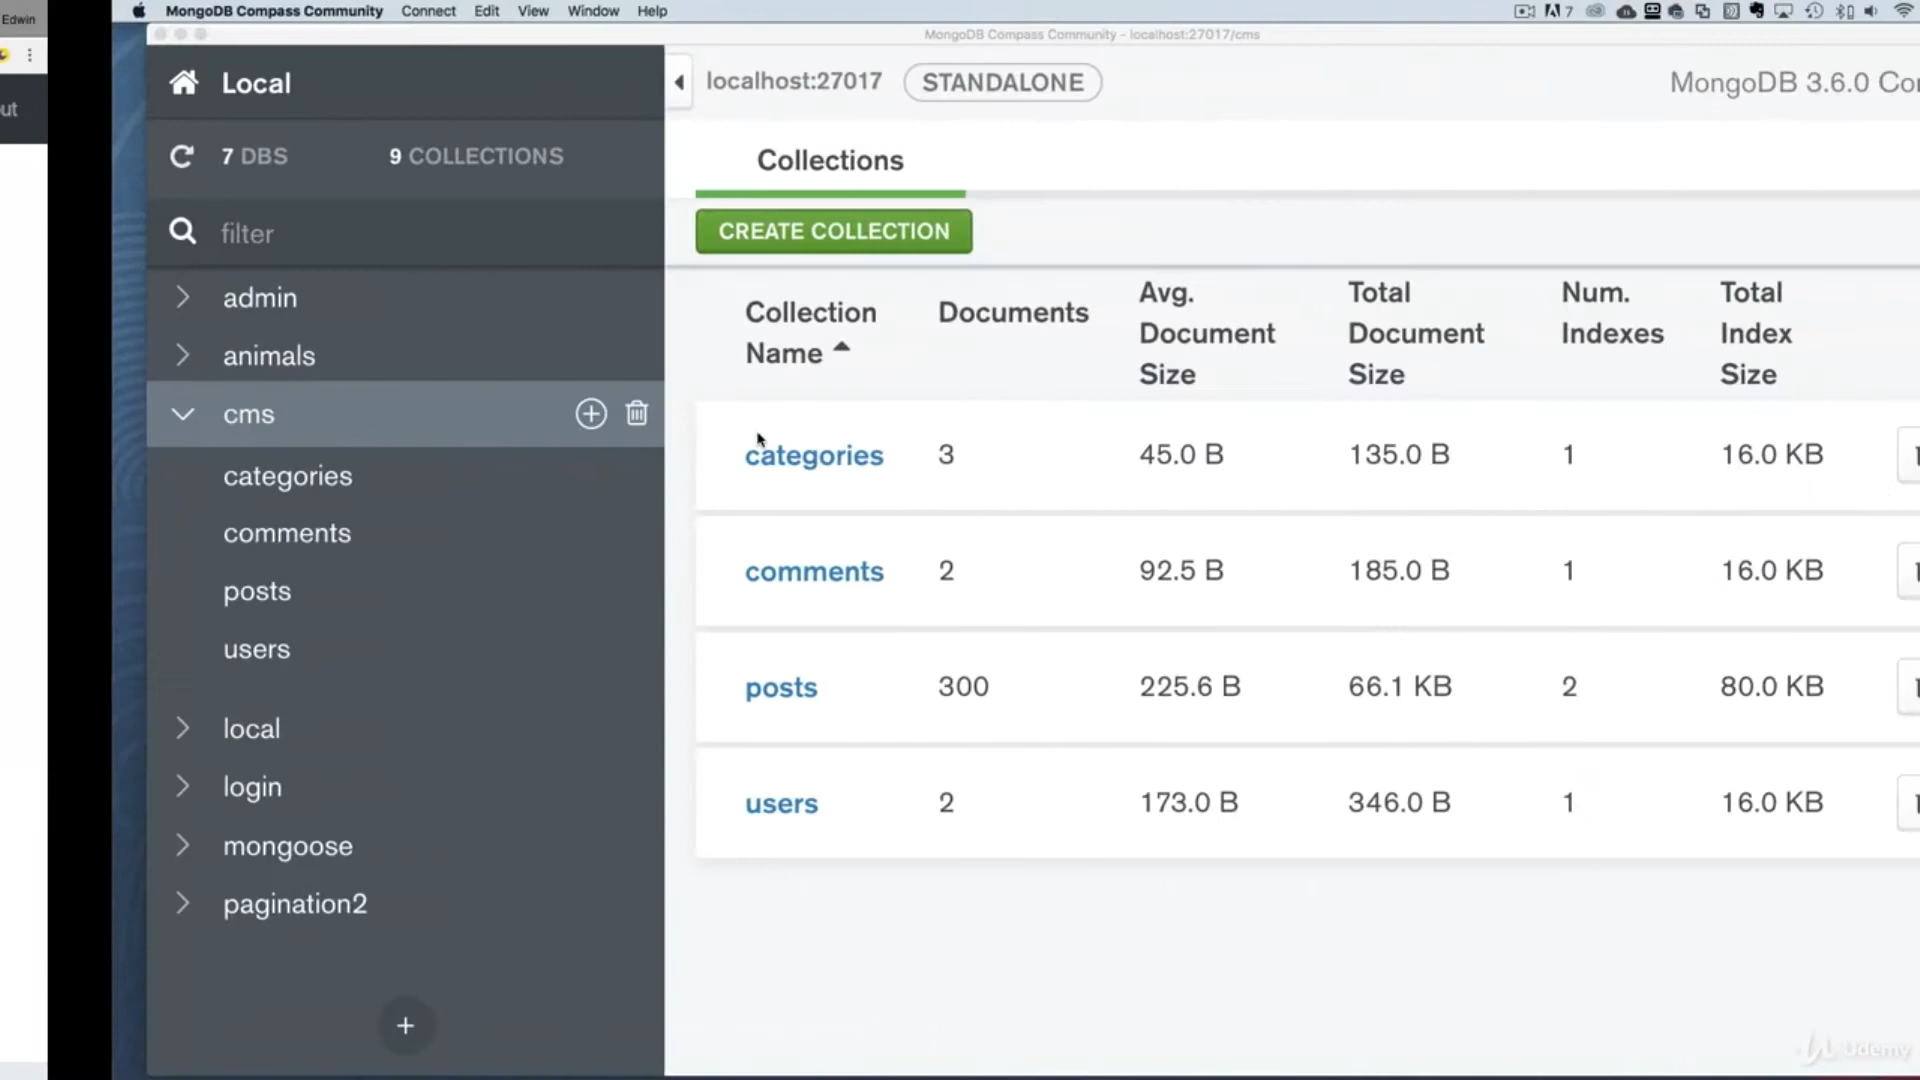 Edwin
MongoDB Compass Community Connect Edit View Window Help
7
MongoDB Compass Community - localhost:27017/cms
ut
Local
localhost:27017 STANDALONE MongoDB 3.6.0
7 DBS 9 COLLECTIONS
Collections
filter
CREATE COLLECTION
admin
animals
cms
categories
comments
posts
users
local
login
mongoose
pagination2
+
Collection Name Documents Avg. Document Size Total Document Size Num. Indexes Total Index Size
categories 3 45.0 B 135.0 B 1 16.0 KB
comments 2 92.5 B 185.0 B 1 16.0 KB
posts 300 225.6 B 66.1 KB 2 80.0 KB
users 2 173.0 B 346.0 B 1 16.0 KB
Udemy